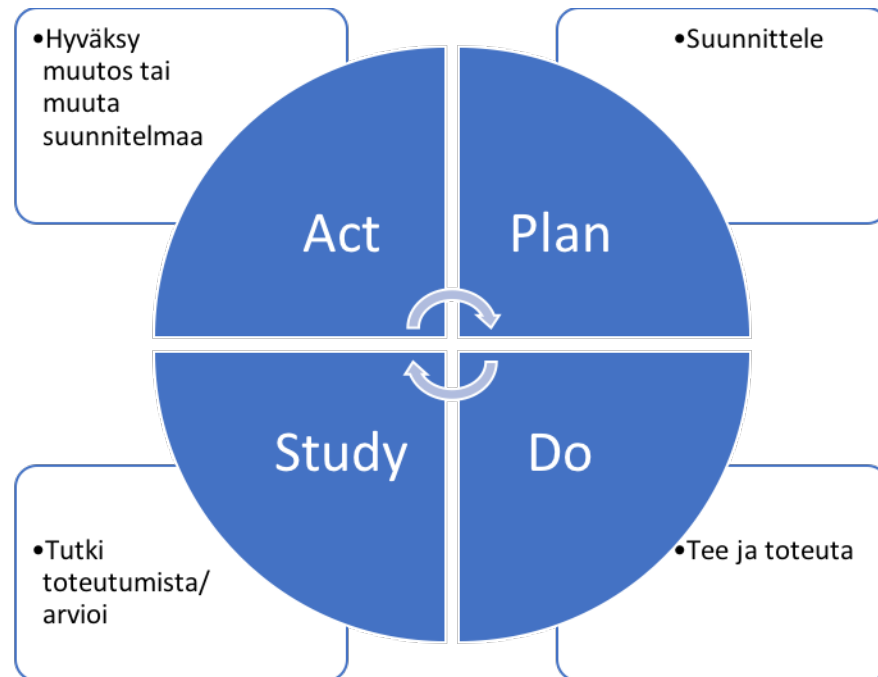 •Hyväksy
muutos tai
muuta
suunnitelmaa
•Suunnittele
Act
Plan
Study
Do
•Tutki
toteutumista/
arvioi
•Tee ja toteuta